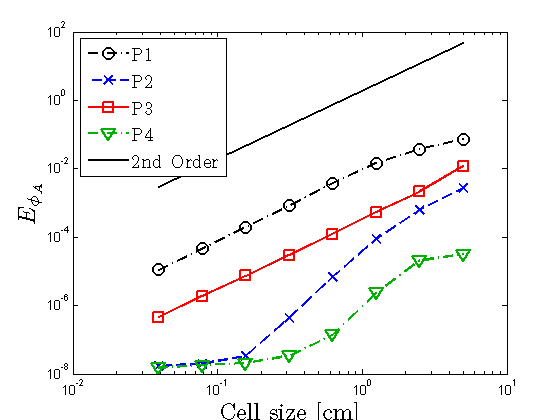 10^2
10^0
10^-2
10^-4
10^-6
10^-8
E_{ϕ_A}
P1
P2
P3
P4
2nd Order
10^-2 10^-1 10^0 10^1
Cell size [cm]